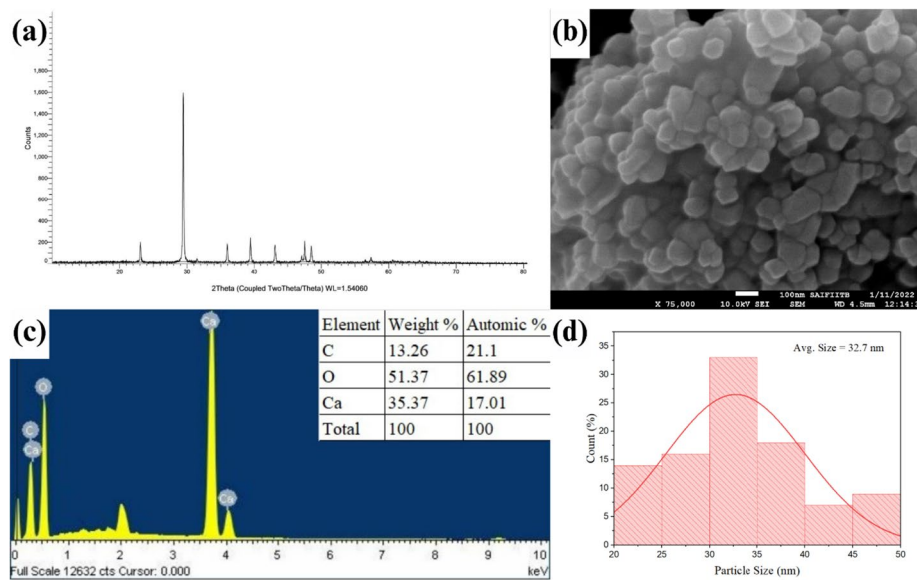 (a)
1,800
1,600
1,400
1,200
1,000
800
600
400
200
0
Counts
20 30 40 50 60 70 80
2Theta (Coupled TwoTheta/Theta) WL=1.54060
(b)
100nm SAIFIITB 1/11/2022
X 75,000 10.0kV SEI SEM WD 4.5mm 12:14:
(c)
Ca
O
C
Ca
Ca
Element Weight % Automic %
C 13.26 21.1
O 51.37 61.89
Ca 35.37 17.01
Total 100 100
0 1 2 3 4 5 6 7 8 9 10
Full Scale 12632 cts Cursor: 0.000 keV
(d)
Avg. Size = 32.7 nm
35
30
25
20
15
10
5
0
Count (%)
20 25 30 35 40 45 50
Particle Size (nm)